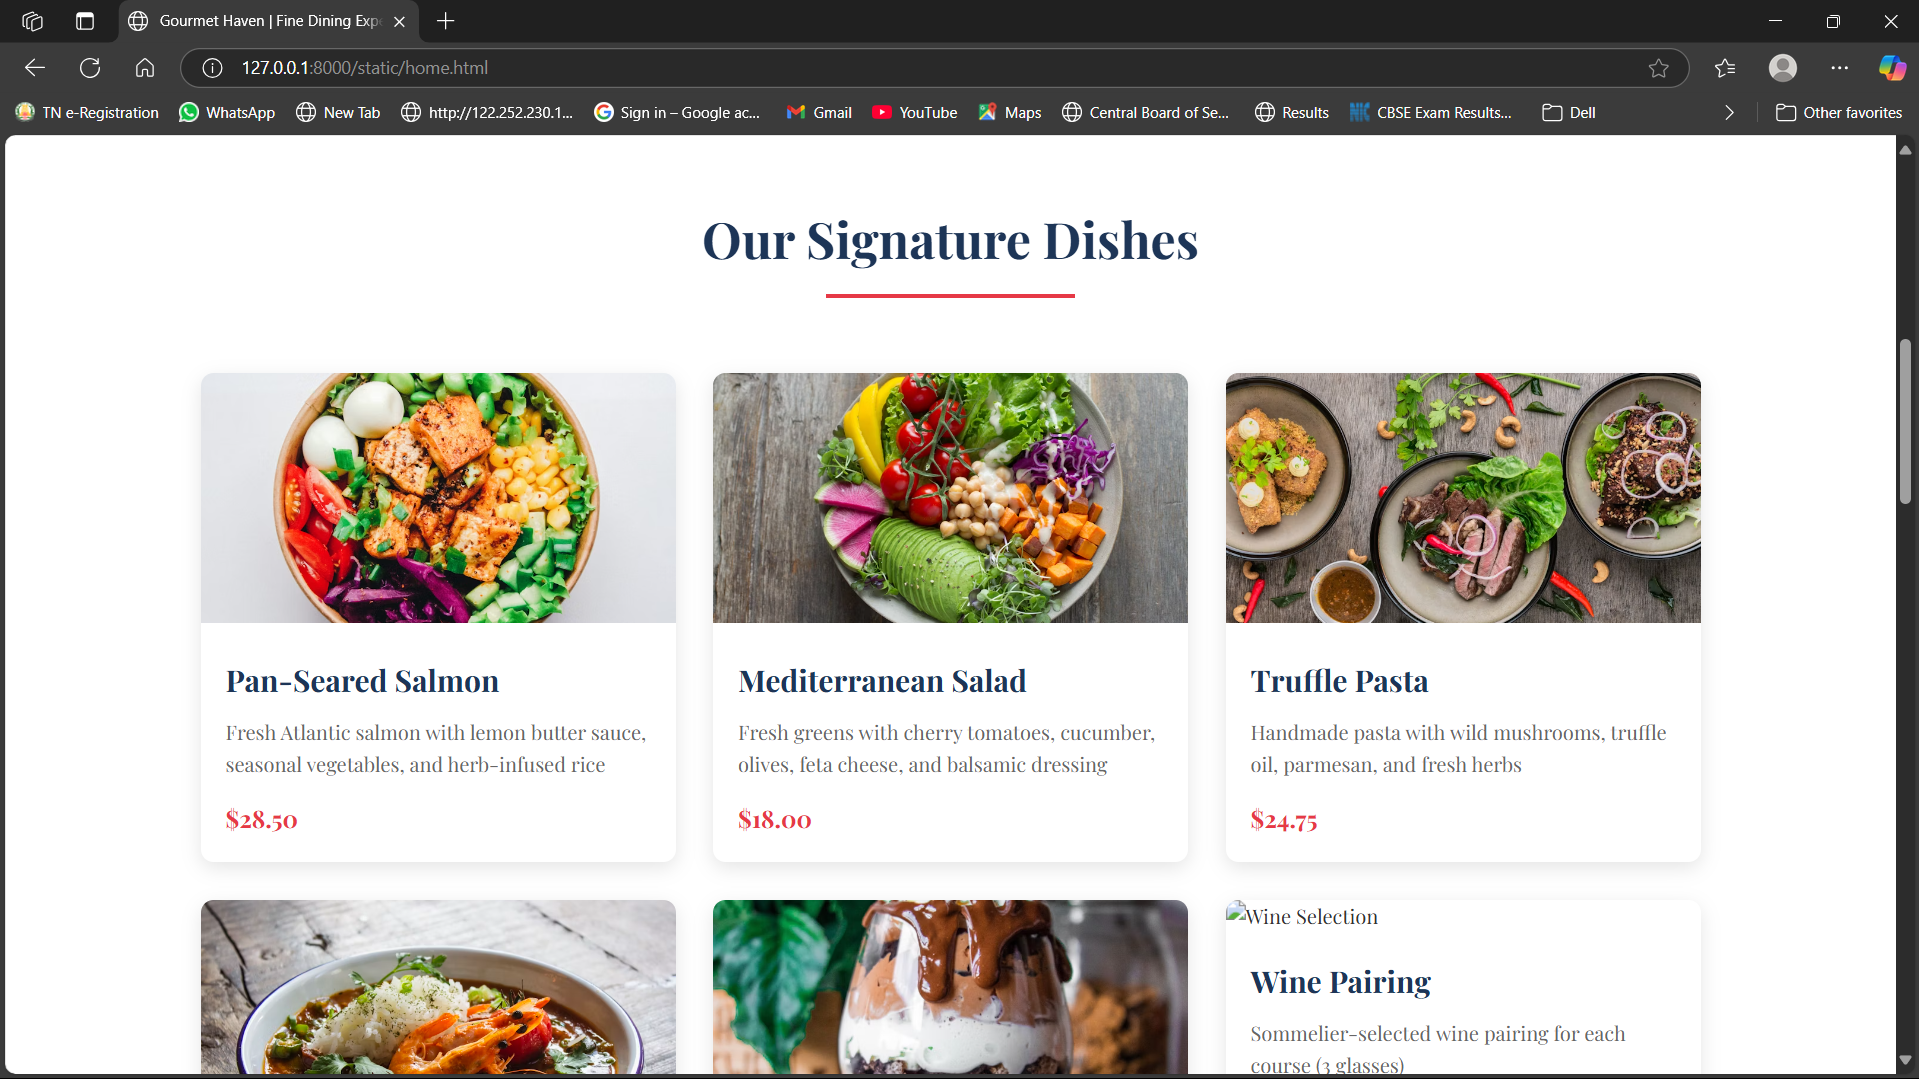 Gourmet Haven | Fine Dining Exp
127.0.0.1:8000/static/home.html
TN e-Registration
WhatsApp
New Tab
http://122.252.230.1...
Sign in – Google ac...
Gmail
YouTube
Maps
Central Board of Se...
Results
CBSE Exam Results...
Dell
Other favorites
Our Signature Dishes
Pan-Seared Salmon
Fresh Atlantic salmon with lemon butter sauce,
seasonal vegetables, and herb-infused rice
$28.50
Mediterranean Salad
Fresh greens with cherry tomatoes, cucumber,
olives, feta cheese, and balsamic dressing
$18.00
Truffle Pasta
Handmade pasta with wild mushrooms, truffle
oil, parmesan, and fresh herbs
$24.75
Wine Selection
Wine Pairing
Sommelier-selected wine pairing for each
course (3 glasses)